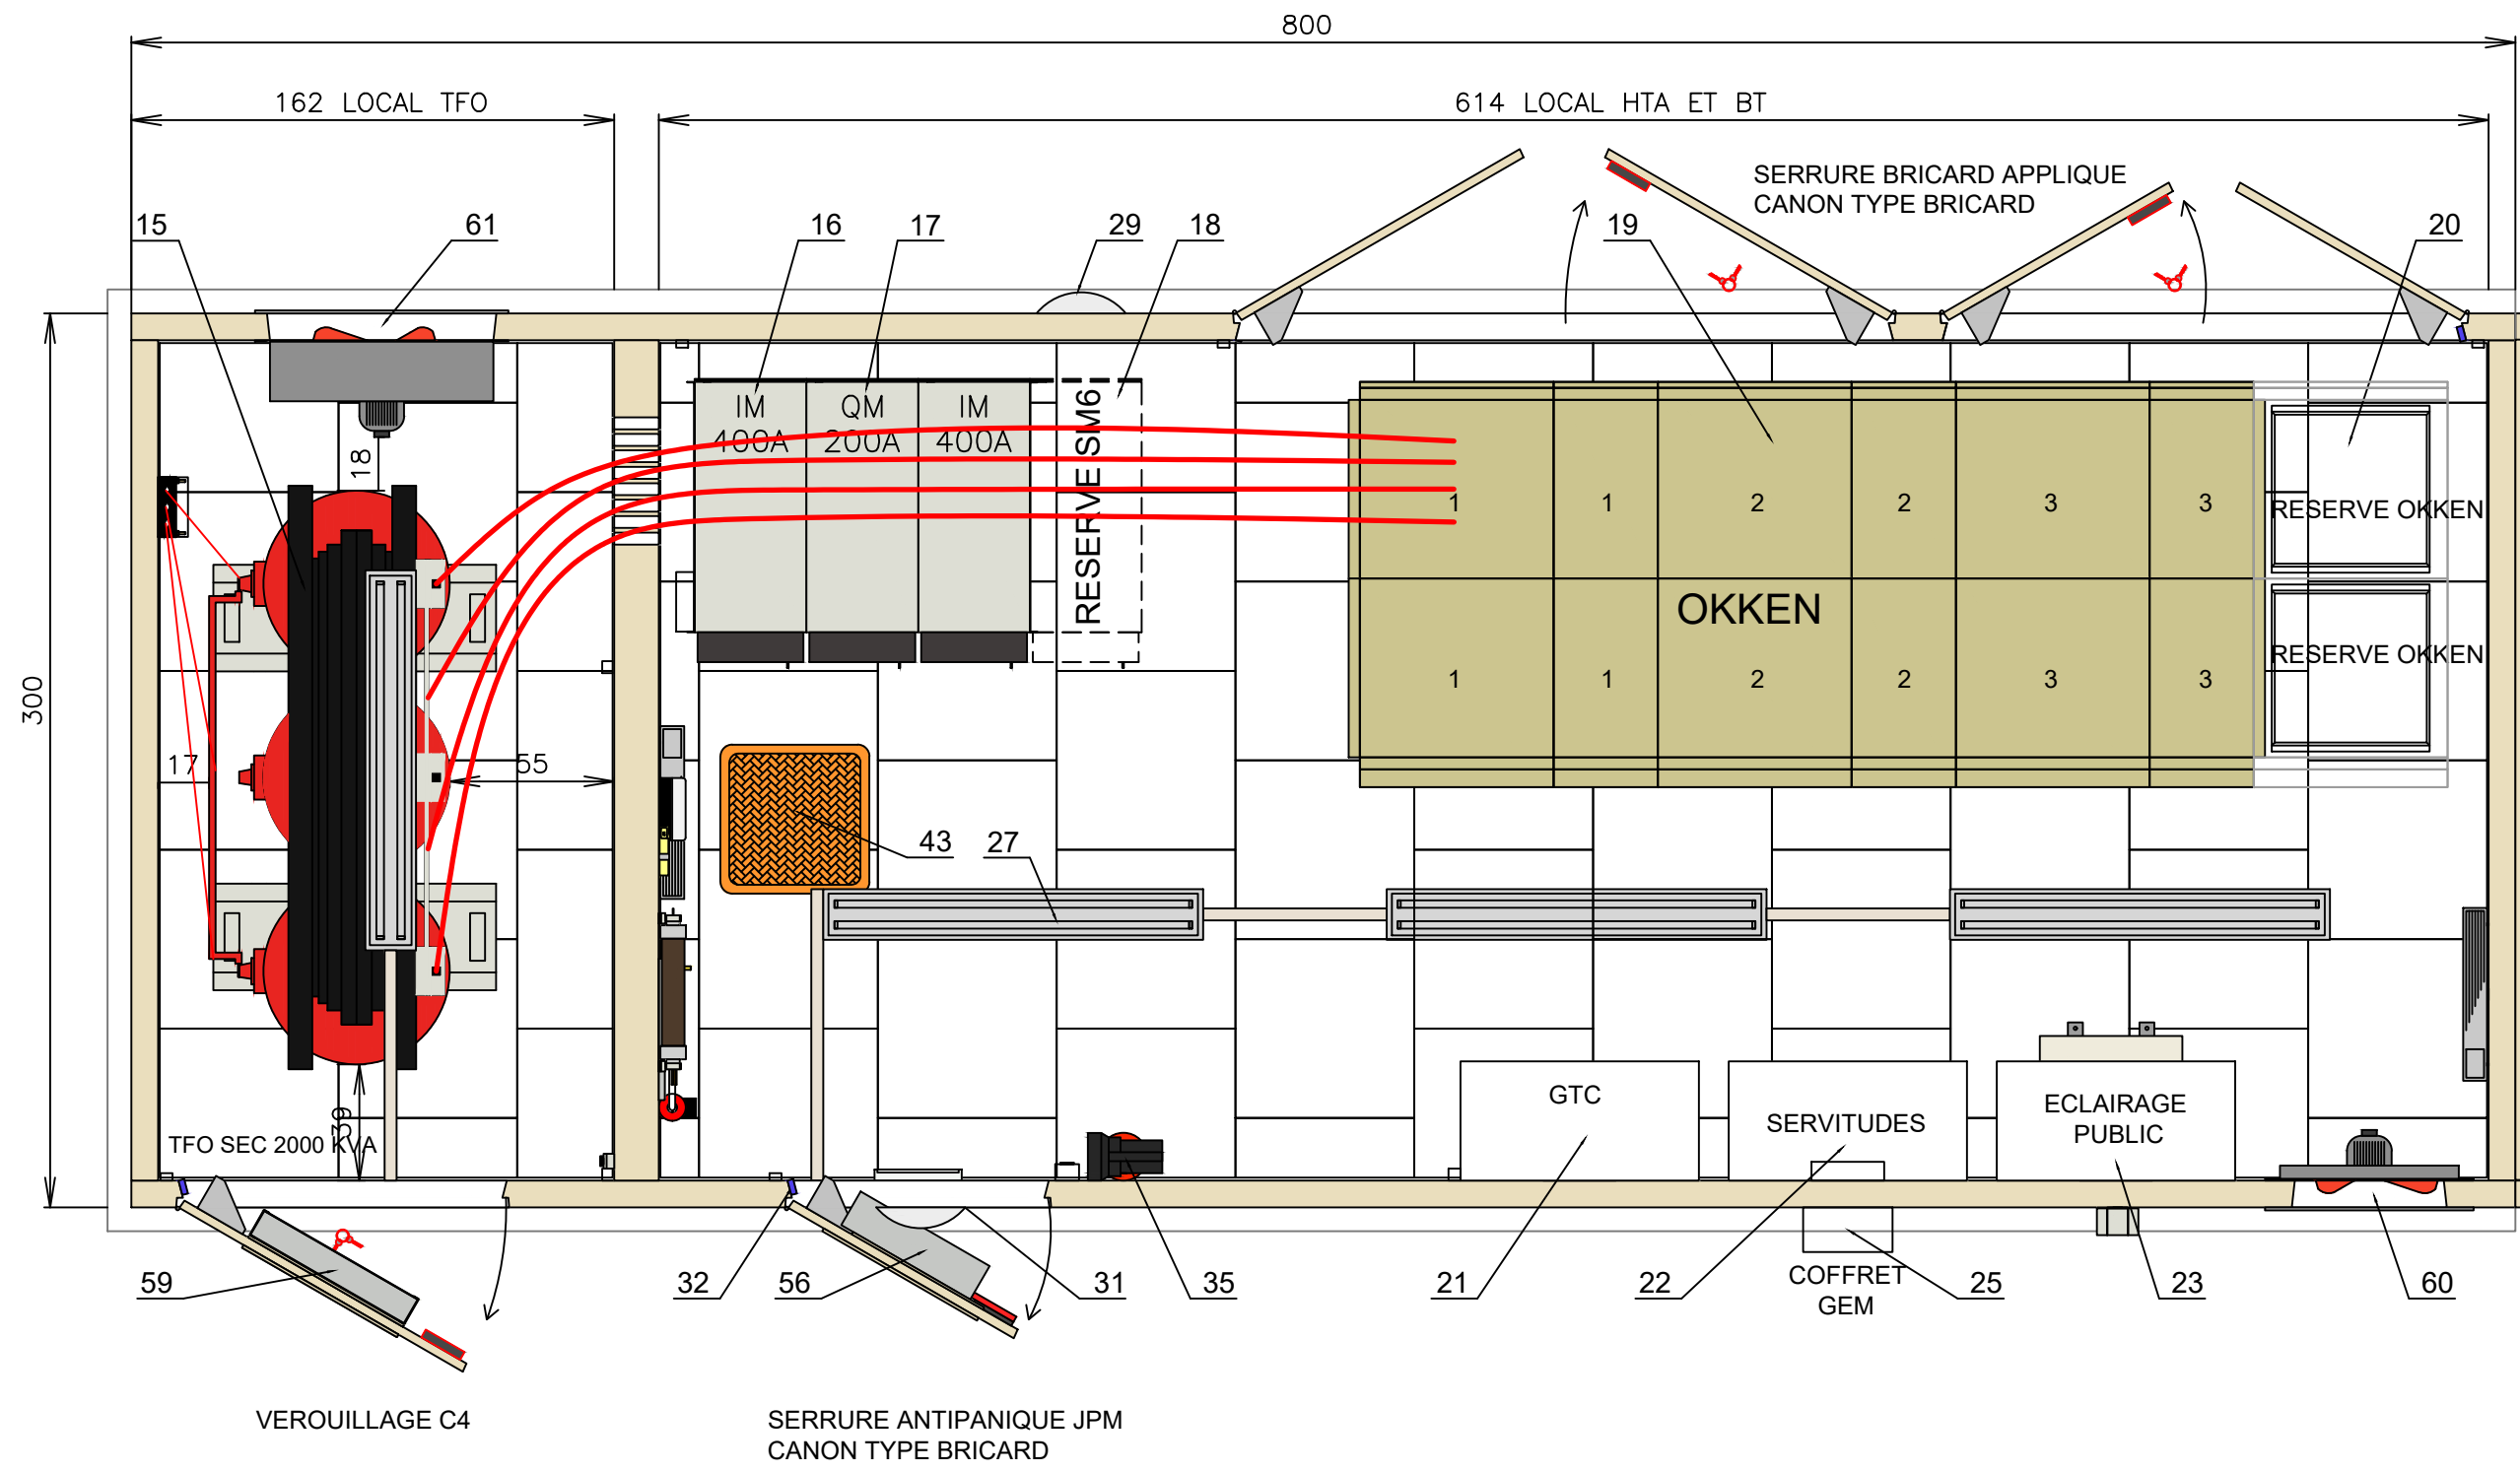 800
162 LOCAL TFO
614 LOCAL HTA ET BT
SERRURE BRICARD APPLIQUE
CANON TYPE BRICARD
15
61
16
17
29
18
19
20
IM
400A
QM
200A
IM
400A
RESERVE SM6
18
1
1
2
2
3
3
RESERVE OKKEN
OKKEN
RESERVE OKKEN
1
1
2
2
3
3
300
17
55
43
27
39
TFO SEC 2000 KVA
GTC
SERVITUDES
ECLAIRAGE
PUBLIC
59
32
56
31
35
21
22
COFFRET
GEM
25
23
60
VEROUILLAGE C4
SERRURE ANTIPANIQUE JPM
CANON TYPE BRICARD